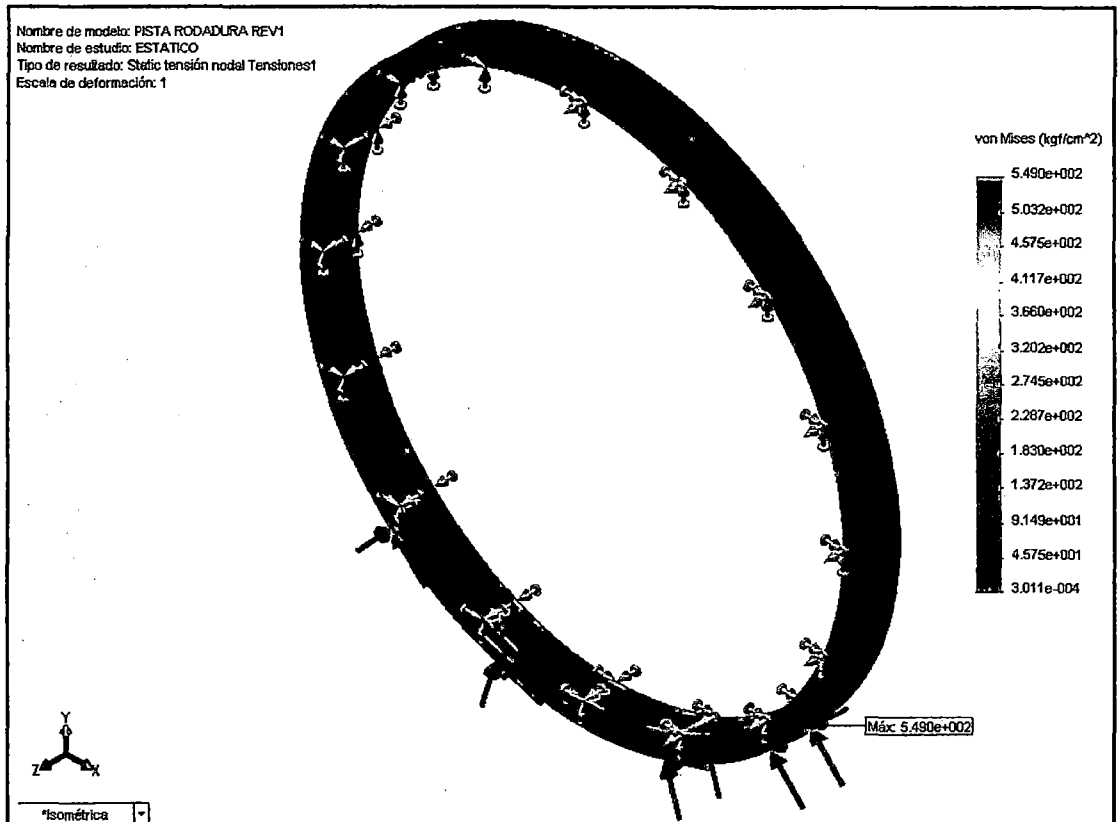 Nombre de modelo: PISTA RODADURA REV1
Nombre de estudio: ESTATICO
Tipo de resultado: Static tensión nodal Tensiones1
Escala de deformación: 1
von Mises (kgf/cm^2)
5.490e+002
5.032e+002
4.575e+002
4.117e+002
3.660e+002
3.202e+002
2.745e+002
2.287e+002
1.830e+002
1.372e+002
9.149e+001
4.575e+001
3.011e-004
Máx: 5.490e+002
Y
Z
X
*Isométrica